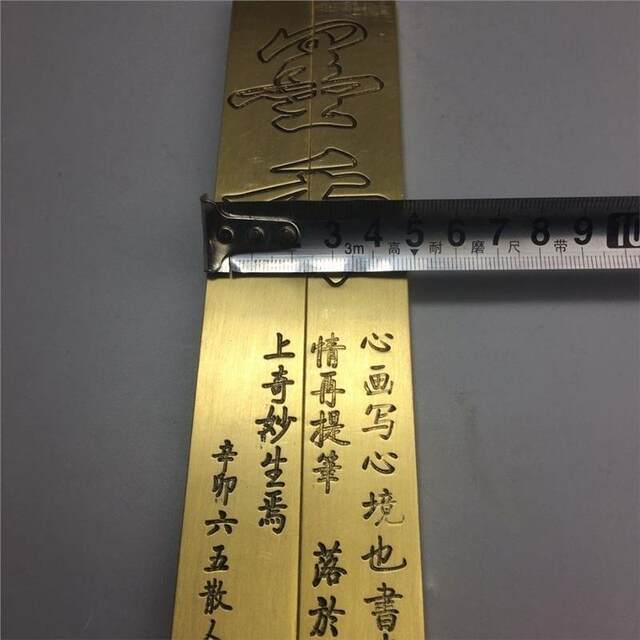 墨
3 4 5 6 7 8 9 10
3m 高 耐 磨 尺 带
心画写心境也書
情再提筆 落於
上奇妙生焉
辛卯六五散人